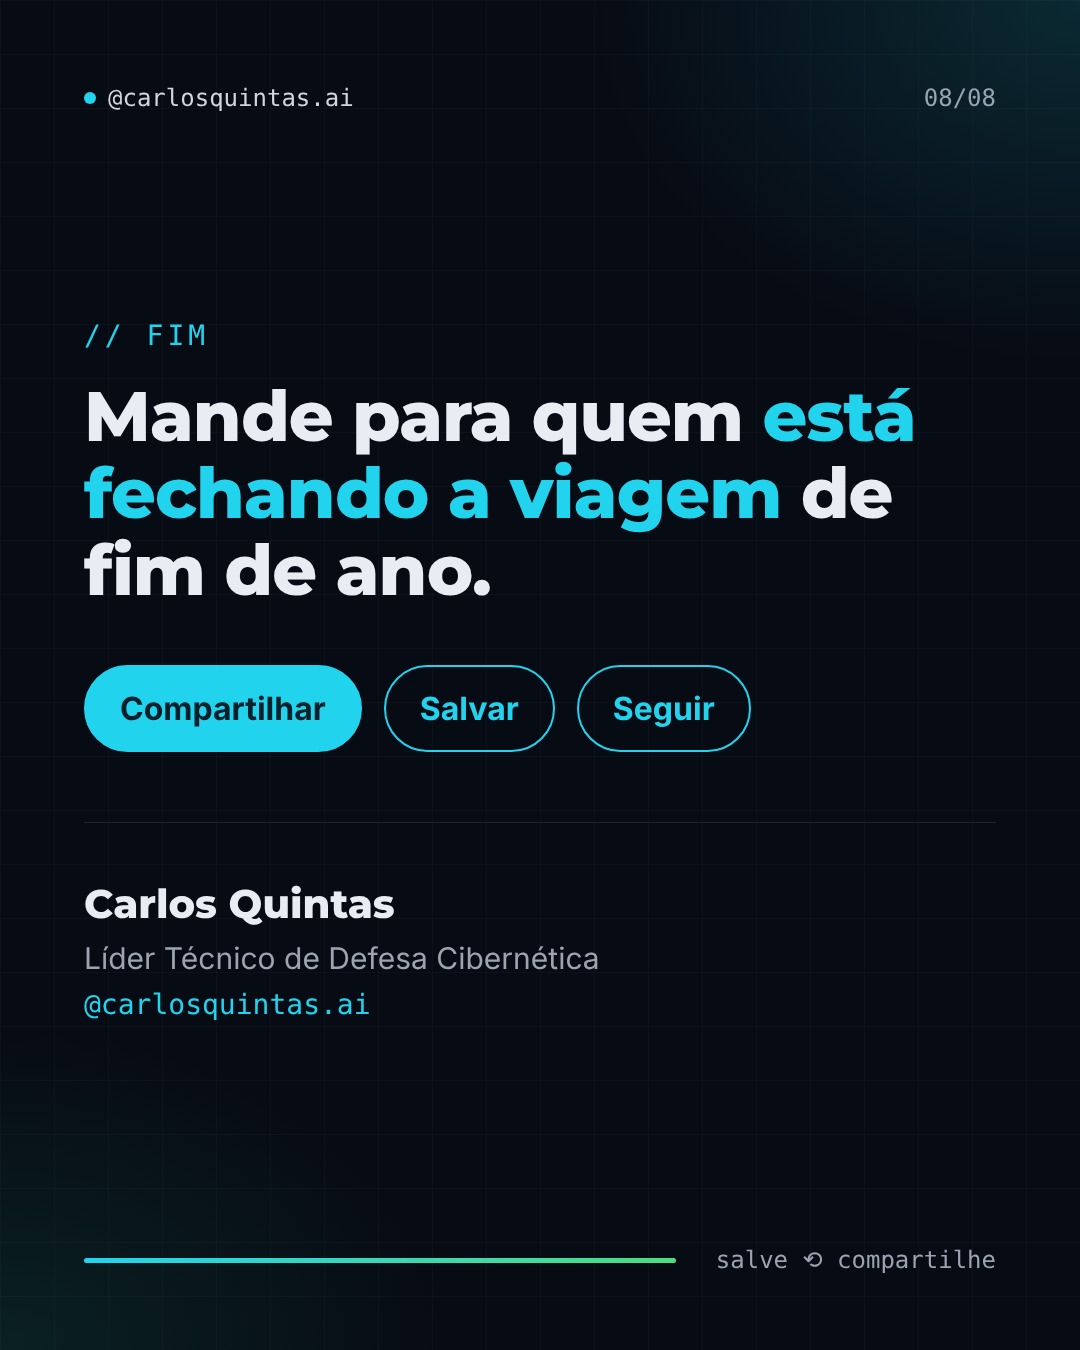 @carlosquintas.ai
08/08
// FIM
Mande para quem está
fechando a viagem de
fim de ano.
Compartilhar
Salvar
Seguir
Carlos Quintas
Líder Técnico de Defesa Cibernética
@carlosquintas.ai
salve ⟲ compartilhe